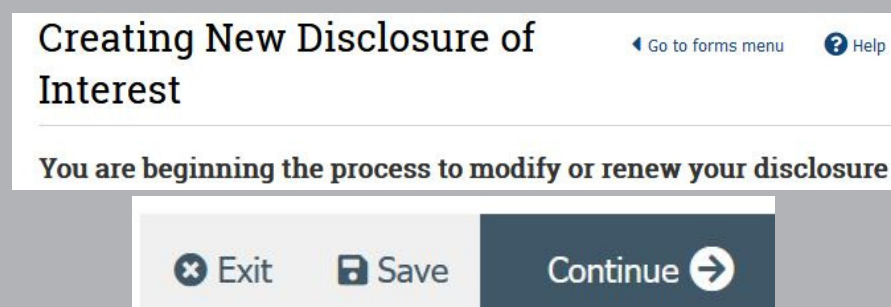 Creating New Disclosure of
Interest
Go to forms menu
Help
You are beginning the process to modify or renew your disclosure
Exit Save Continue